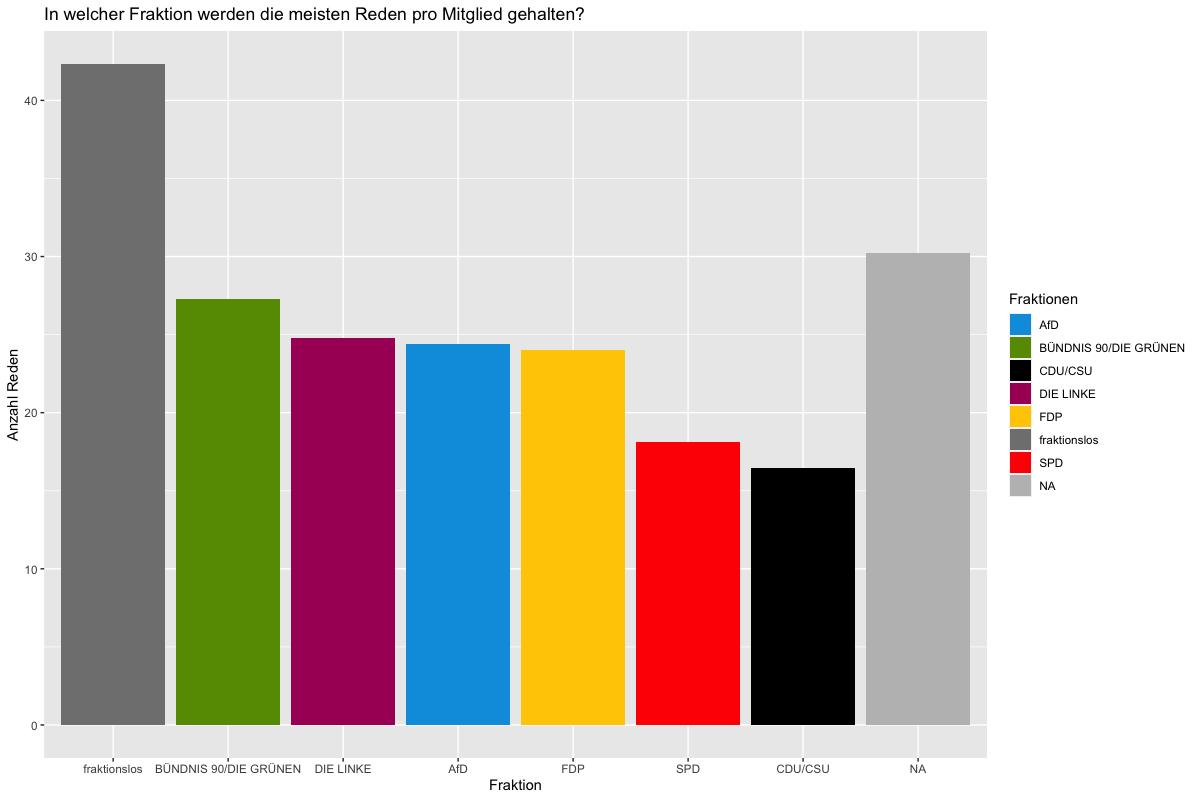 In welcher Fraktion werden die meisten Reden pro Mitglied gehalten?
Anzahl Reden
40
30
20
10
0
fraktionslos BÜNDNIS 90/DIE GRÜNEN DIE LINKE AfD FDP SPD CDU/CSU NA
Fraktion
Fraktionen
AfD
BÜNDNIS 90/DIE GRÜNEN
CDU/CSU
DIE LINKE
FDP
fraktionslos
SPD
NA